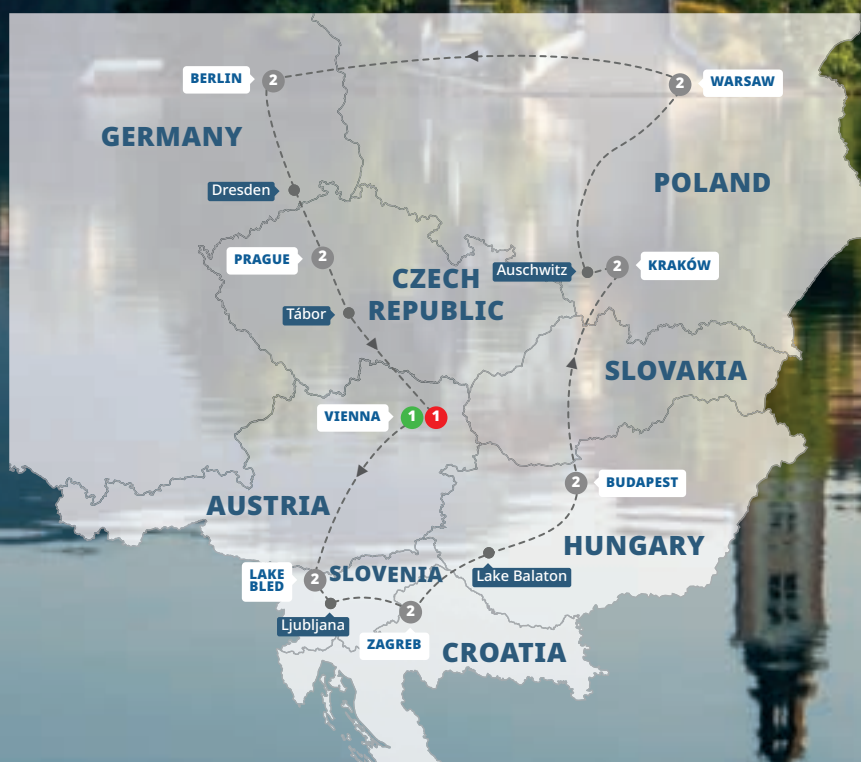 BERLIN
2
2
WARSAW
GERMANY
POLAND
Dresden
PRAGUE
2
CZECH
REPUBLIC
Auschwitz
2
KRAKÓW
Tábor
SLOVAKIA
VIENNA
1
1
AUSTRIA
2
BUDAPEST
HUNGARY
LAKE
BLED
2
SLOVENIA
Lake Balaton
Ljubljana
2
ZAGREB
CROATIA